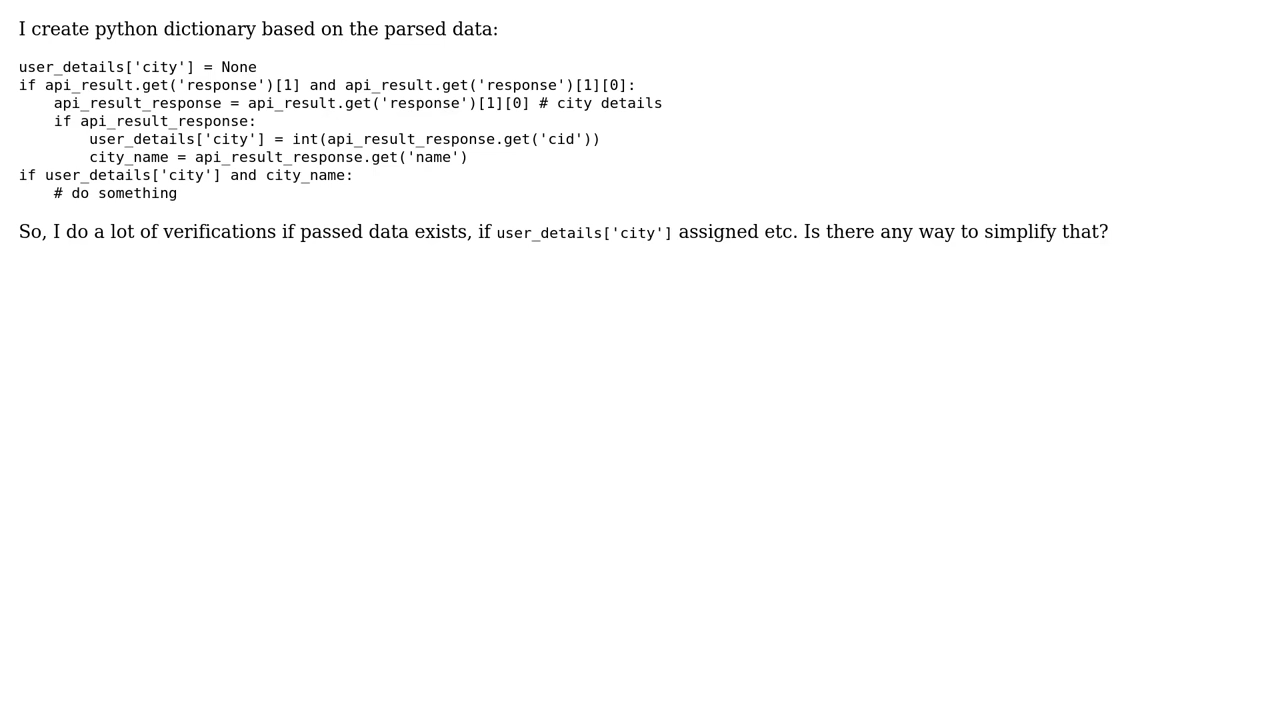 I create python dictionary based on the parsed data:
user_details['city'] = None
if api_result.get('response')[1] and api_result.get('response')[1][0]:
    api_result_response = api_result.get('response')[1][0] # city details
    if api_result_response:
        user_details['city'] = int(api_result_response.get('cid'))
        city_name = api_result_response.get('name')
if user_details['city'] and city_name:
    # do something
So, I do a lot of verifications if passed data exists, if user_details['city'] assigned etc. Is there any way to simplify that?